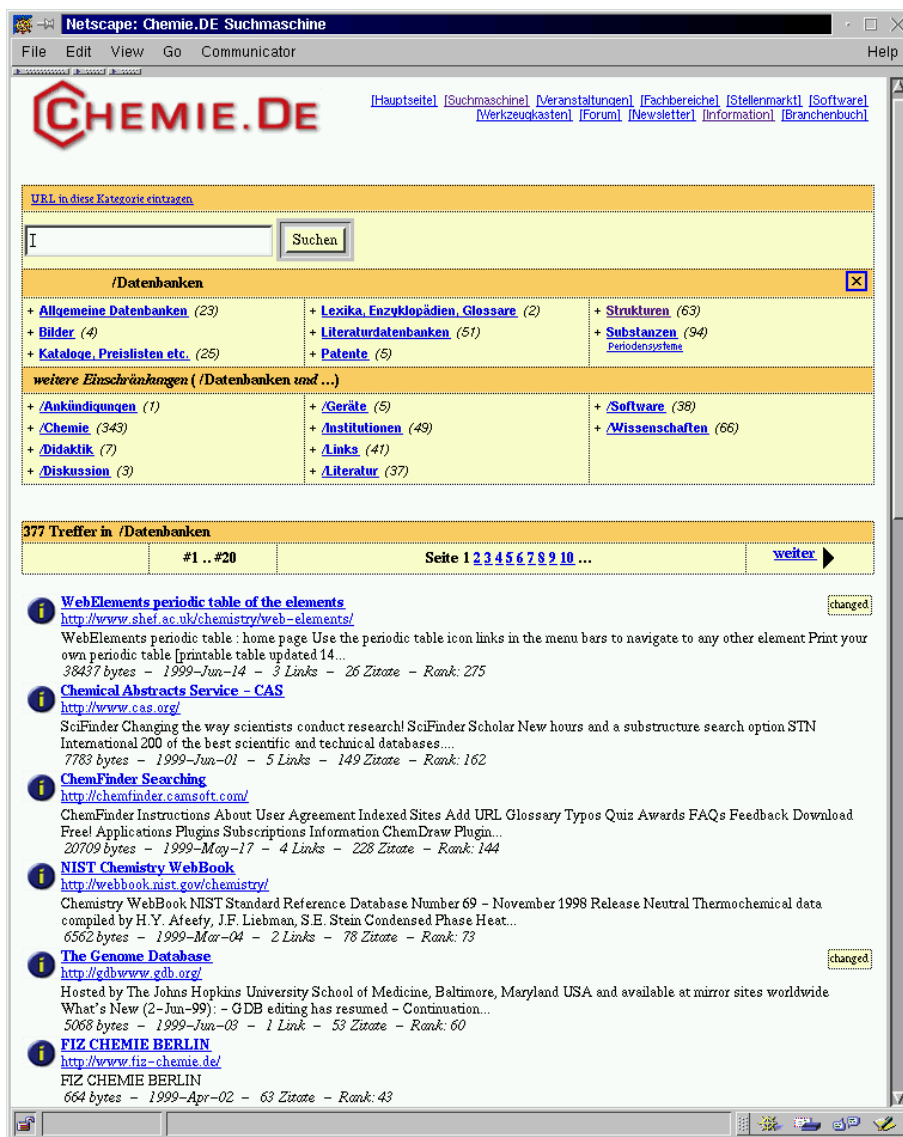 Netscape: Chemie.DE Suchmaschine
File Edit View Go Communicator Help
CHEMIE.DE
[Hauptseite] [Suchmaschine] [Veranstaltungen] [Fachbereiche] [Stellenmarkt] [Software]
[Werkzeugkasten] [Forum] [Newsletter] [Information] [Branchenbuch]
URL in diese Kategorie eintragen
Suchen
/Datenbanken
+ Allgemeine Datenbanken (23) + Lexika, Enzyklopädien, Glossare (2) + Strukturen (63)
+ Bilder (4) + Literaturdatenbanken (51) + Substanzen (94)
Periodensysteme
+ Kataloge, Preislisten etc. (25) + Patente (5)
weitere Einschränkungen ( /Datenbanken und ...)
+ /Ankündigungen (1) + /Geräte (5) + /Software (38)
+ /Chemie (343) + /Institutionen (49) + /Wissenschaften (66)
+ /Didaktik (7) + /Links (41)
+ /Diskussion (3) + /Literatur (37)
377 Treffer in /Datenbanken
#1 .. #20 Seite 1 2 3 4 5 6 7 8 9 10 ... weiter
WebElements periodic table of the elements changed
http://www.shef.ac.uk/chemistry/web-elements/
WebElements periodic table : home page Use the periodic table icon links in the menu bars to navigate to any other element Print your
own periodic table [printable table updated 14...
38437 bytes – 1999–Jun–14 – 3 Links – 26 Zitate – Rank: 275
Chemical Abstracts Service – CAS
http://www.cas.org/
SciFinder Changing the way scientists conduct research! SciFinder Scholar New hours and a substructure search option STN
International 200 of the best scientific and technical databases....
7783 bytes – 1999–Jun–01 – 5 Links – 149 Zitate – Rank: 162
ChemFinder Searching
http://chemfinder.camsoft.com/
ChemFinder Instructions About User Agreement Indexed Sites Add URL Glossary Typos Quiz Awards FAQs Feedback Download
Free! Applications Plugins Subscriptions Information ChemDraw Plugin...
20709 bytes – 1999–May–17 – 4 Links – 228 Zitate – Rank: 144
NIST Chemistry WebBook
http://webbook.nist.gov/chemistry/
Chemistry WebBook NIST Standard Reference Database Number 69 – November 1998 Release Neutral Thermochemical data
compiled by H.Y. Afeefy, J.F. Liebman, S.E. Stein Condensed Phase Heat...
6562 bytes – 1999–Mar–04 – 2 Links – 78 Zitate – Rank: 73
The Genome Database changed
http://gdbwww.gdb.org/
Hosted by The Johns Hopkins University School of Medicine, Baltimore, Maryland USA and available at mirror sites worldwide
What's New (2–Jun–99): – GDB editing has resumed – Continuation...
5068 bytes – 1999–Jun–03 – 1 Link – 53 Zitate – Rank: 60
FIZ CHEMIE BERLIN
http://www.fiz-chemie.de/
FIZ CHEMIE BERLIN
664 bytes – 1999–Apr–02 – 63 Zitate – Rank: 43